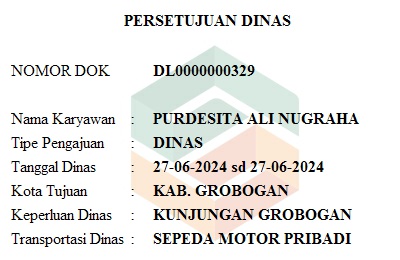 PERSETUJUAN DINAS
NOMOR DOK DL0000000329
Nama Karyawan : PURDESITA ALI NUGRAHA
Tipe Pengajuan : DINAS
Tanggal Dinas : 27-06-2024 sd 27-06-2024
Kota Tujuan : KAB. GROBOGAN
Keperluan Dinas : KUNJUNGAN GROBOGAN
Transportasi Dinas : SEPEDA MOTOR PRIBADI